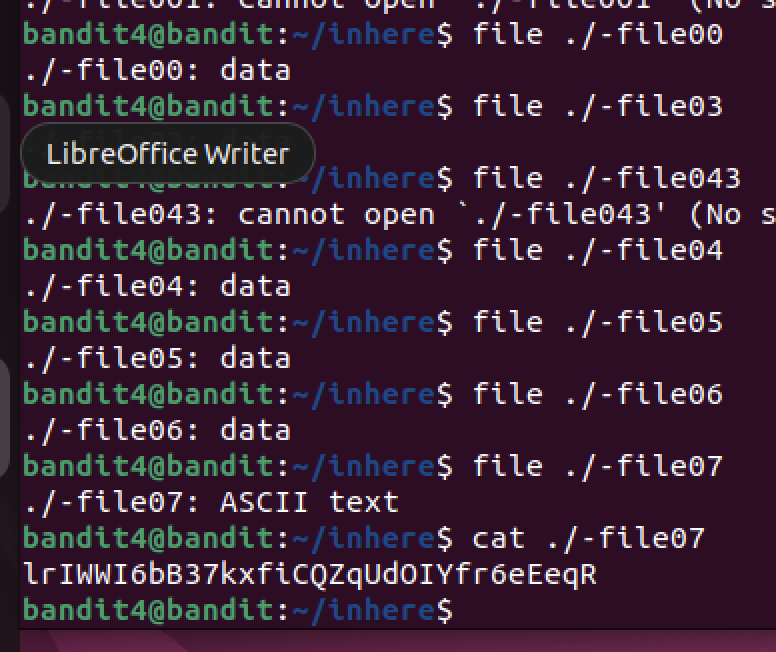 bandit4@bandit:~/inhere$ file ./-file00
./-file00: data
bandit4@bandit:~/inhere$ file ./-file03
LibreOffice Writer
:~/inhere$ file ./-file043
./-file043: cannot open `./-file043' (No s
bandit4@bandit:~/inhere$ file ./-file04
./-file04: data
bandit4@bandit:~/inhere$ file ./-file05
./-file05: data
bandit4@bandit:~/inhere$ file ./-file06
./-file06: data
bandit4@bandit:~/inhere$ file ./-file07
./-file07: ASCII text
bandit4@bandit:~/inhere$ cat ./-file07
lrIWWI6bB37kxfiCQZqUdOIYfr6eEeqR
bandit4@bandit:~/inhere$